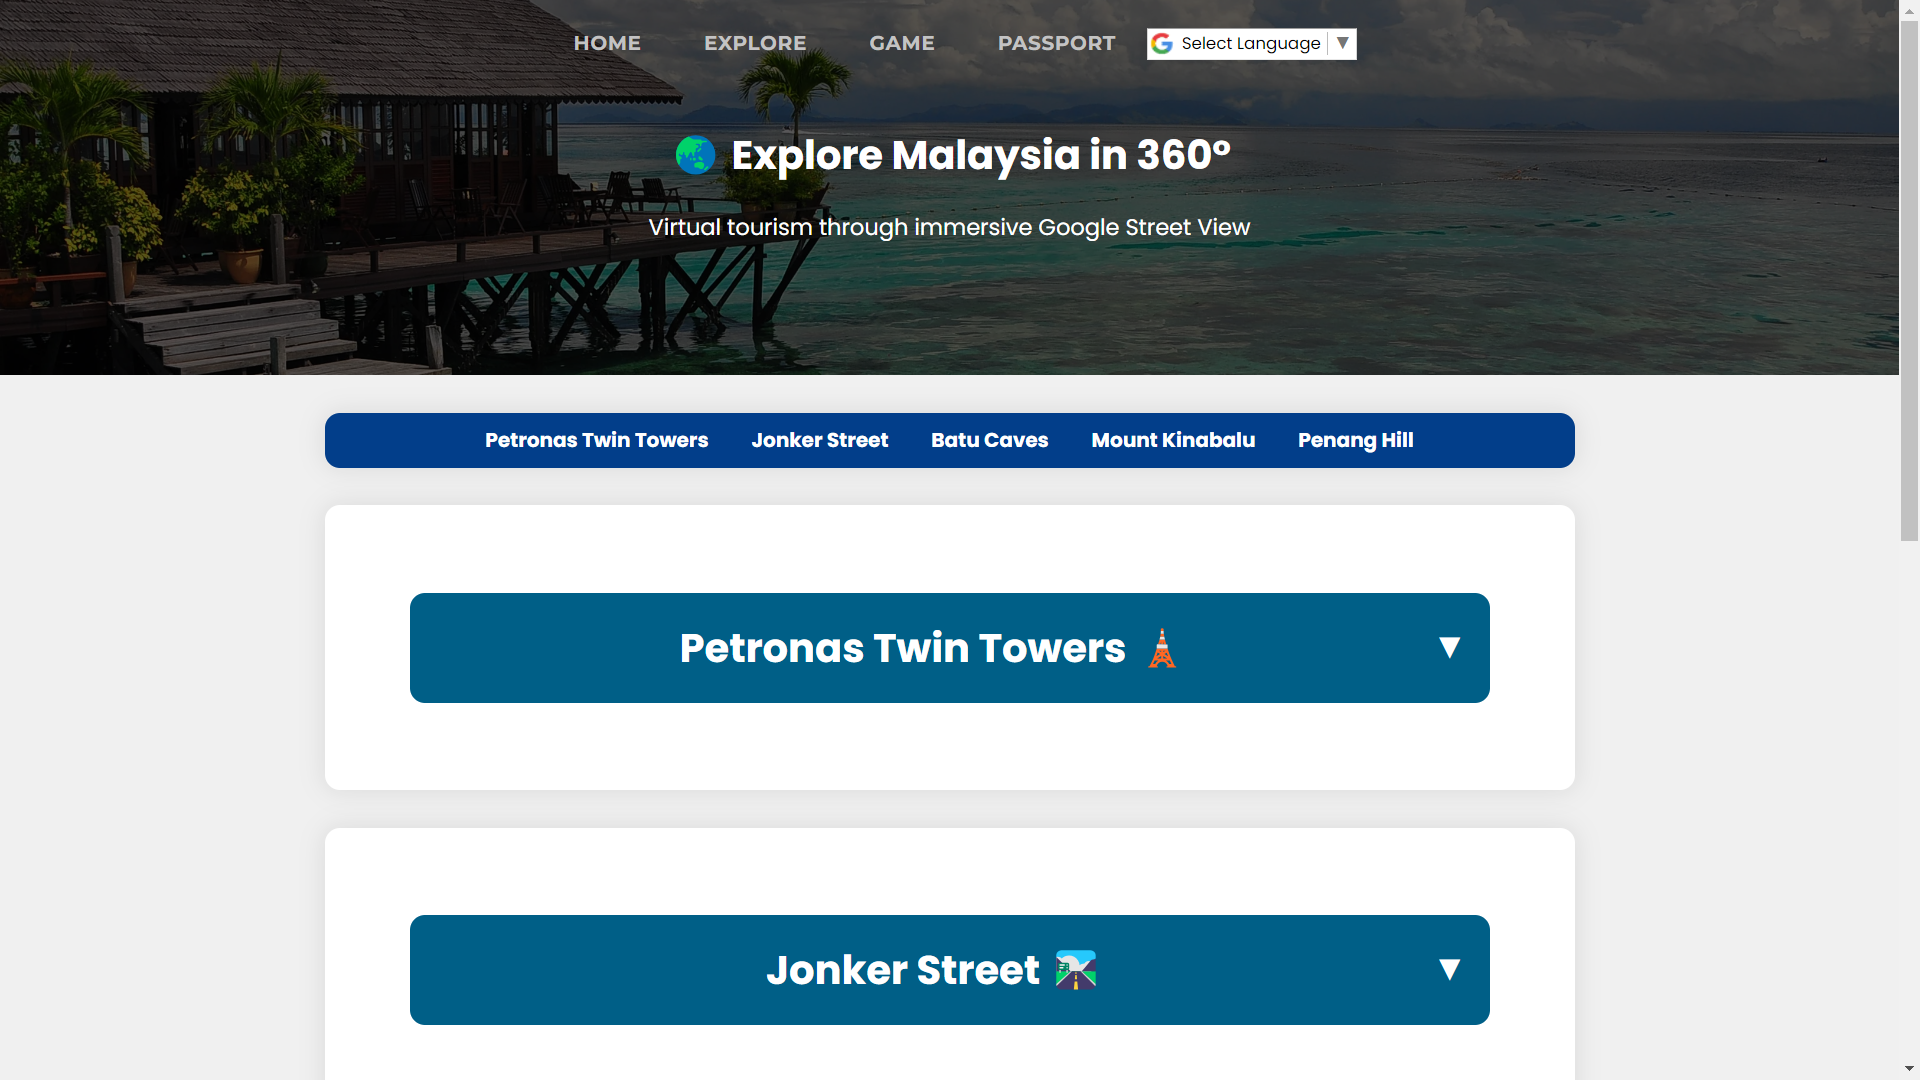 HOME EXPLORE GAME PASSPORT Select Language ▼
Explore Malaysia in 360°
Virtual tourism through immersive Google Street View
Petronas Twin Towers Jonker Street Batu Caves Mount Kinabalu Penang Hill
Petronas Twin Towers ▼
Jonker Street ▼